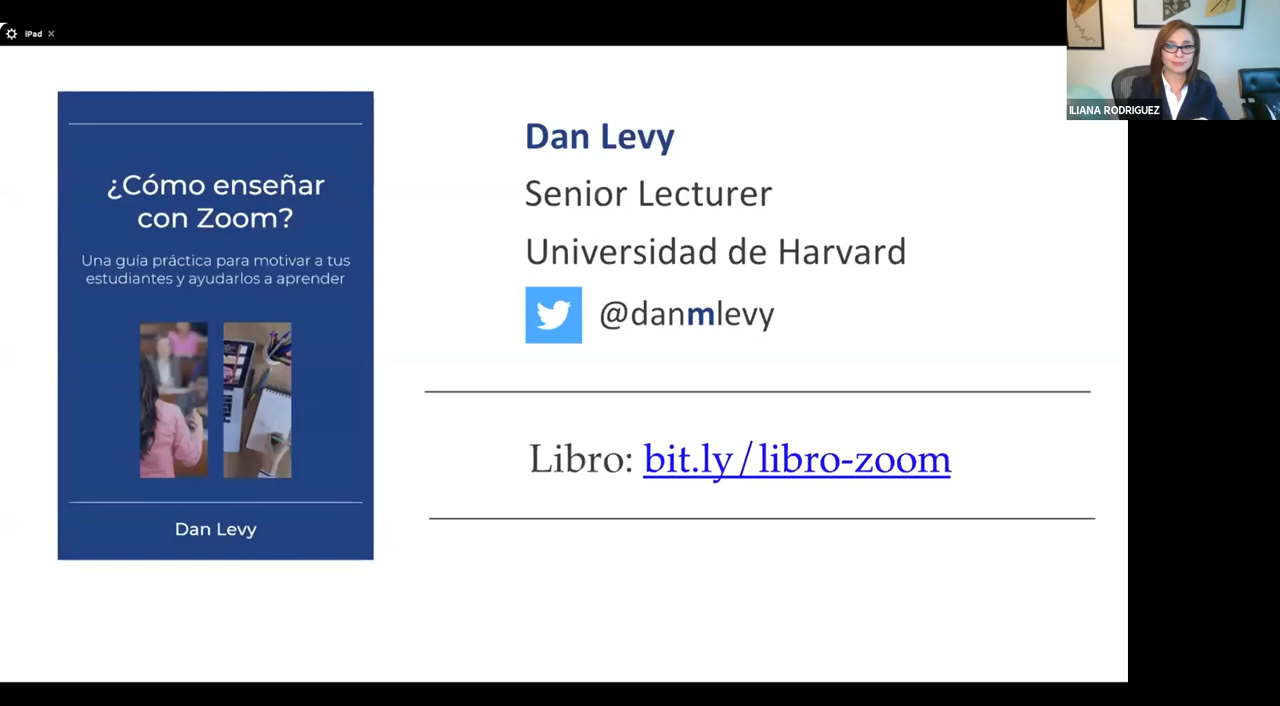 iPad
ILIANA RODRIGUEZ
¿Cómo enseñar
con Zoom?
Una guía práctica para motivar a tus
estudiantes y ayudarlos a aprender
Dan Levy
Dan Levy
Senior Lecturer
Universidad de Harvard
@danmlevy
Libro: bit.ly/libro-zoom